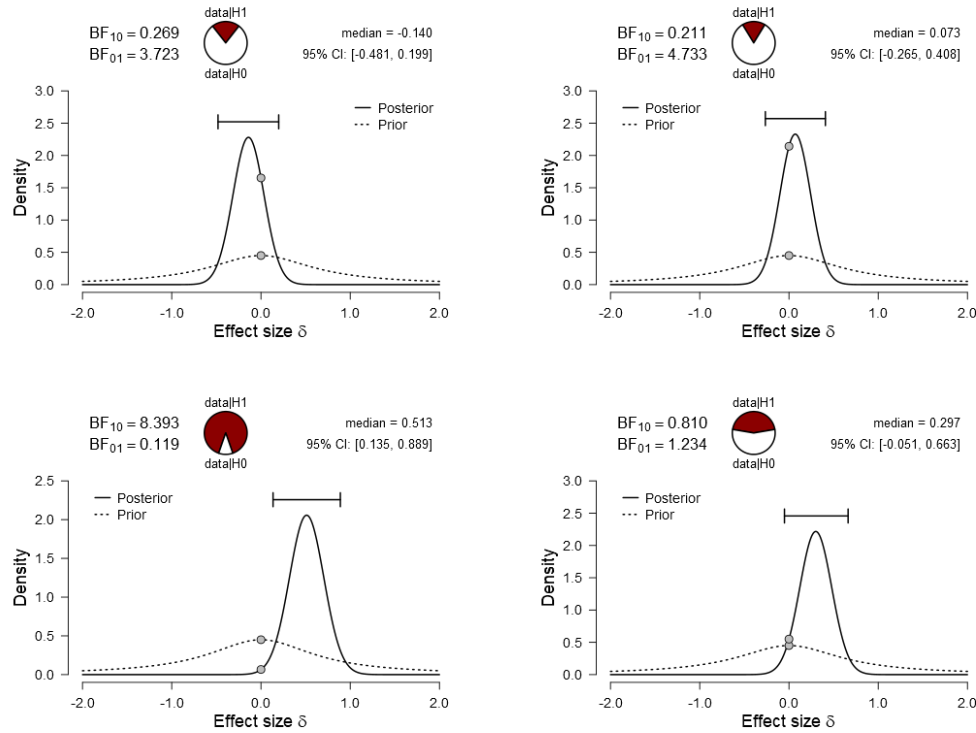 data|H1
BF10 = 0.269
median = -0.140
BF01 = 3.723
95% CI: [-0.481, 0.199]
data|H0
3.0
2.5
2.0
1.5
1.0
0.5
0.0
Density
Posterior
Prior
-2.0 -1.0 0.0 1.0 2.0
Effect size δ
data|H1
BF10 = 0.211
median = 0.073
BF01 = 4.733
95% CI: [-0.265, 0.408]
data|H0
3.0
2.5
2.0
1.5
1.0
0.5
0.0
Density
Posterior
Prior
-2.0 -1.0 0.0 1.0 2.0
Effect size δ
data|H1
BF10 = 8.393
median = 0.513
BF01 = 0.119
95% CI: [0.135, 0.889]
data|H0
2.5
2.0
1.5
1.0
0.5
0.0
Density
Posterior
Prior
-2.0 -1.0 0.0 1.0 2.0
Effect size δ
data|H1
BF10 = 0.810
median = 0.297
BF01 = 1.234
95% CI: [-0.051, 0.663]
data|H0
3.0
2.5
2.0
1.5
1.0
0.5
0.0
Density
Posterior
Prior
-2.0 -1.0 0.0 1.0 2.0
Effect size δ